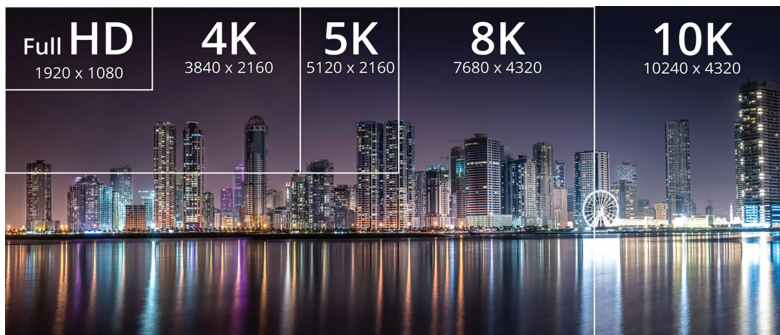 Full HD
1920 x 1080
4K
3840 x 2160
5K
5120 x 2160
8K
7680 x 4320
10K
10240 x 4320